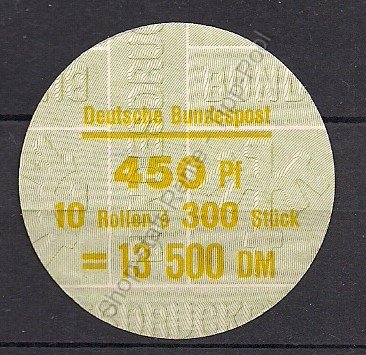 Deutsche Bundespost
450 Pf
10 Rollen à 300 Stück
= 13 500 DM